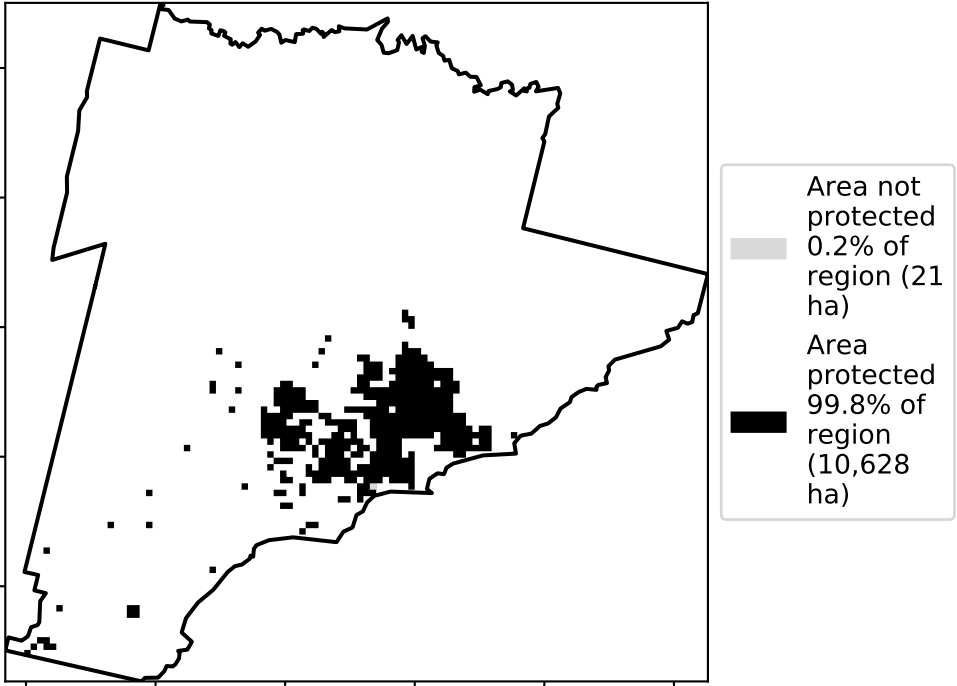 Area not
protected
0.2% of
region (21
ha)
Area
protected
99.8% of
region
(10,628
ha)